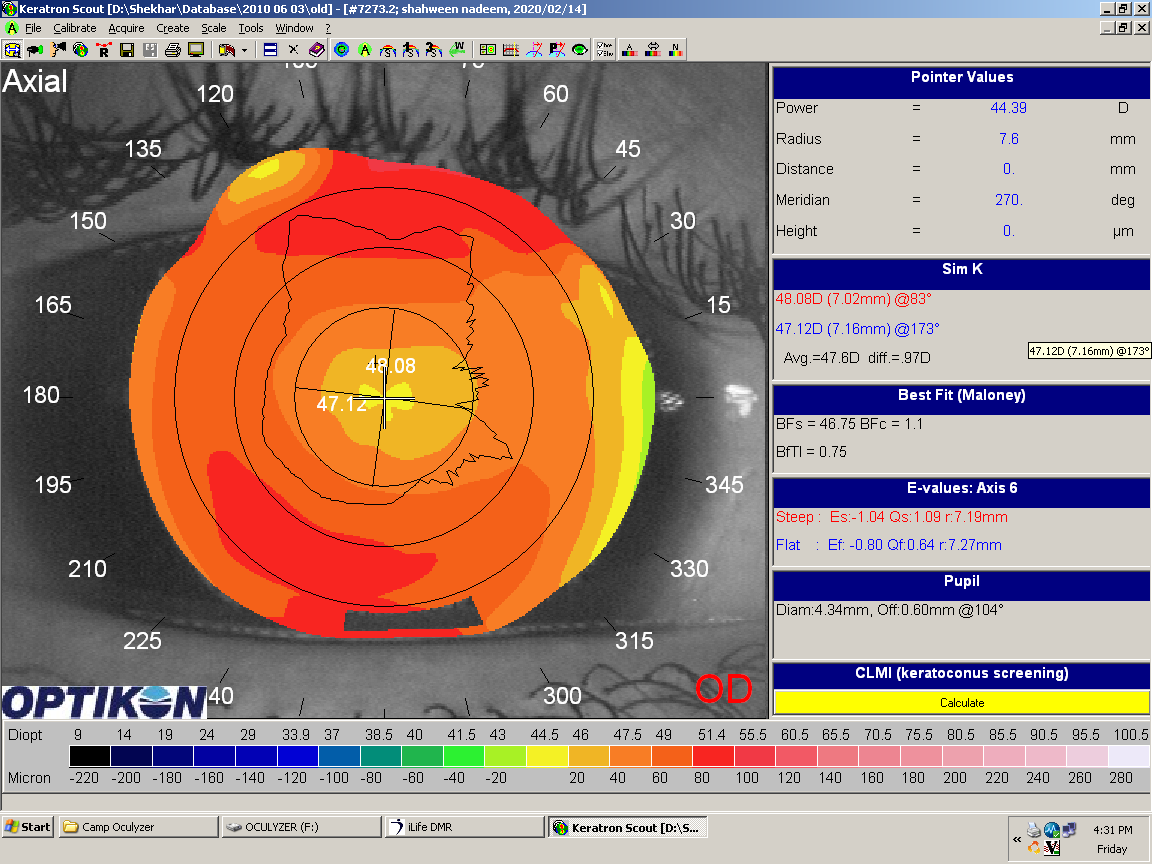 Keratron Scout [D:\Shekhar\Database\2010 06 03\old] - [#7273.2; shahween nadeem, 2020/02/14]
File Calibrate Acquire Create Scale Tools Window ?
Axial
120
60
135
45
150
30
165
15
180
195
345
210
330
225
315
300
48.08
47.12
OD
OPTIKON
Pointer Values
Power = 44.39 D
Radius = 7.6 mm
Distance = 0. mm
Meridian = 270. deg
Height = 0. µm
Sim K
48.08D (7.02mm) @83°
47.12D (7.16mm) @173°
47.12D (7.16mm) @173°
Avg.=47.6D diff.=.97D
Best Fit (Maloney)
BFs = 46.75 BFc = 1.1
BfTI = 0.75
E-values: Axis 6
Steep : Es:-1.04 Qs:1.09 r:7.19mm
Flat : Ef: -0.80 Qf:0.64 r:7.27mm
Pupil
Diam:4.34mm, Off:0.60mm @104°
CLMI (keratoconus screening)
Calculate
Diopt 9 14 19 24 29 33.9 37 38.5 40 41.5 43 44.5 46 47.5 49 51.4 55.5 60.5 65.5 70.5 75.5 80.5 85.5 90.5 95.5 100.5
Micron -220 -200 -180 -160 -140 -120 -100 -80 -60 -40 -20 20 40 60 80 100 120 140 160 180 200 220 240 260 280
Start Camp Oculyzer OCULYZER (F:) iLife DMR Keratron Scout [D:\S... « 4:31 PM
Friday